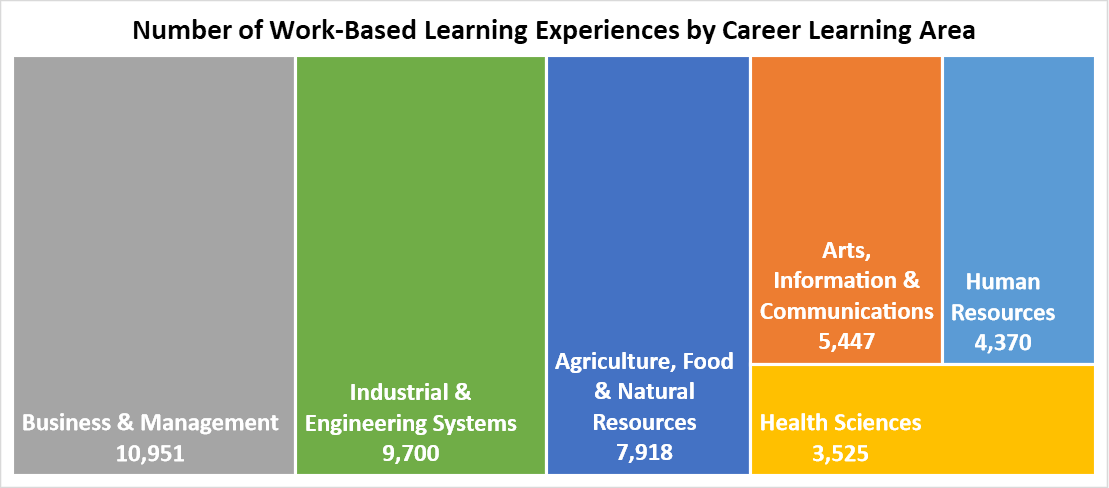 Number of Work-Based Learning Experiences by Career Learning Area
Business & Management
10,951
Industrial &
Engineering Systems
9,700
Agriculture, Food
& Natural
Resources
7,918
Arts,
Information &
Communications
5,447
Human
Resources
4,370
Health Sciences
3,525